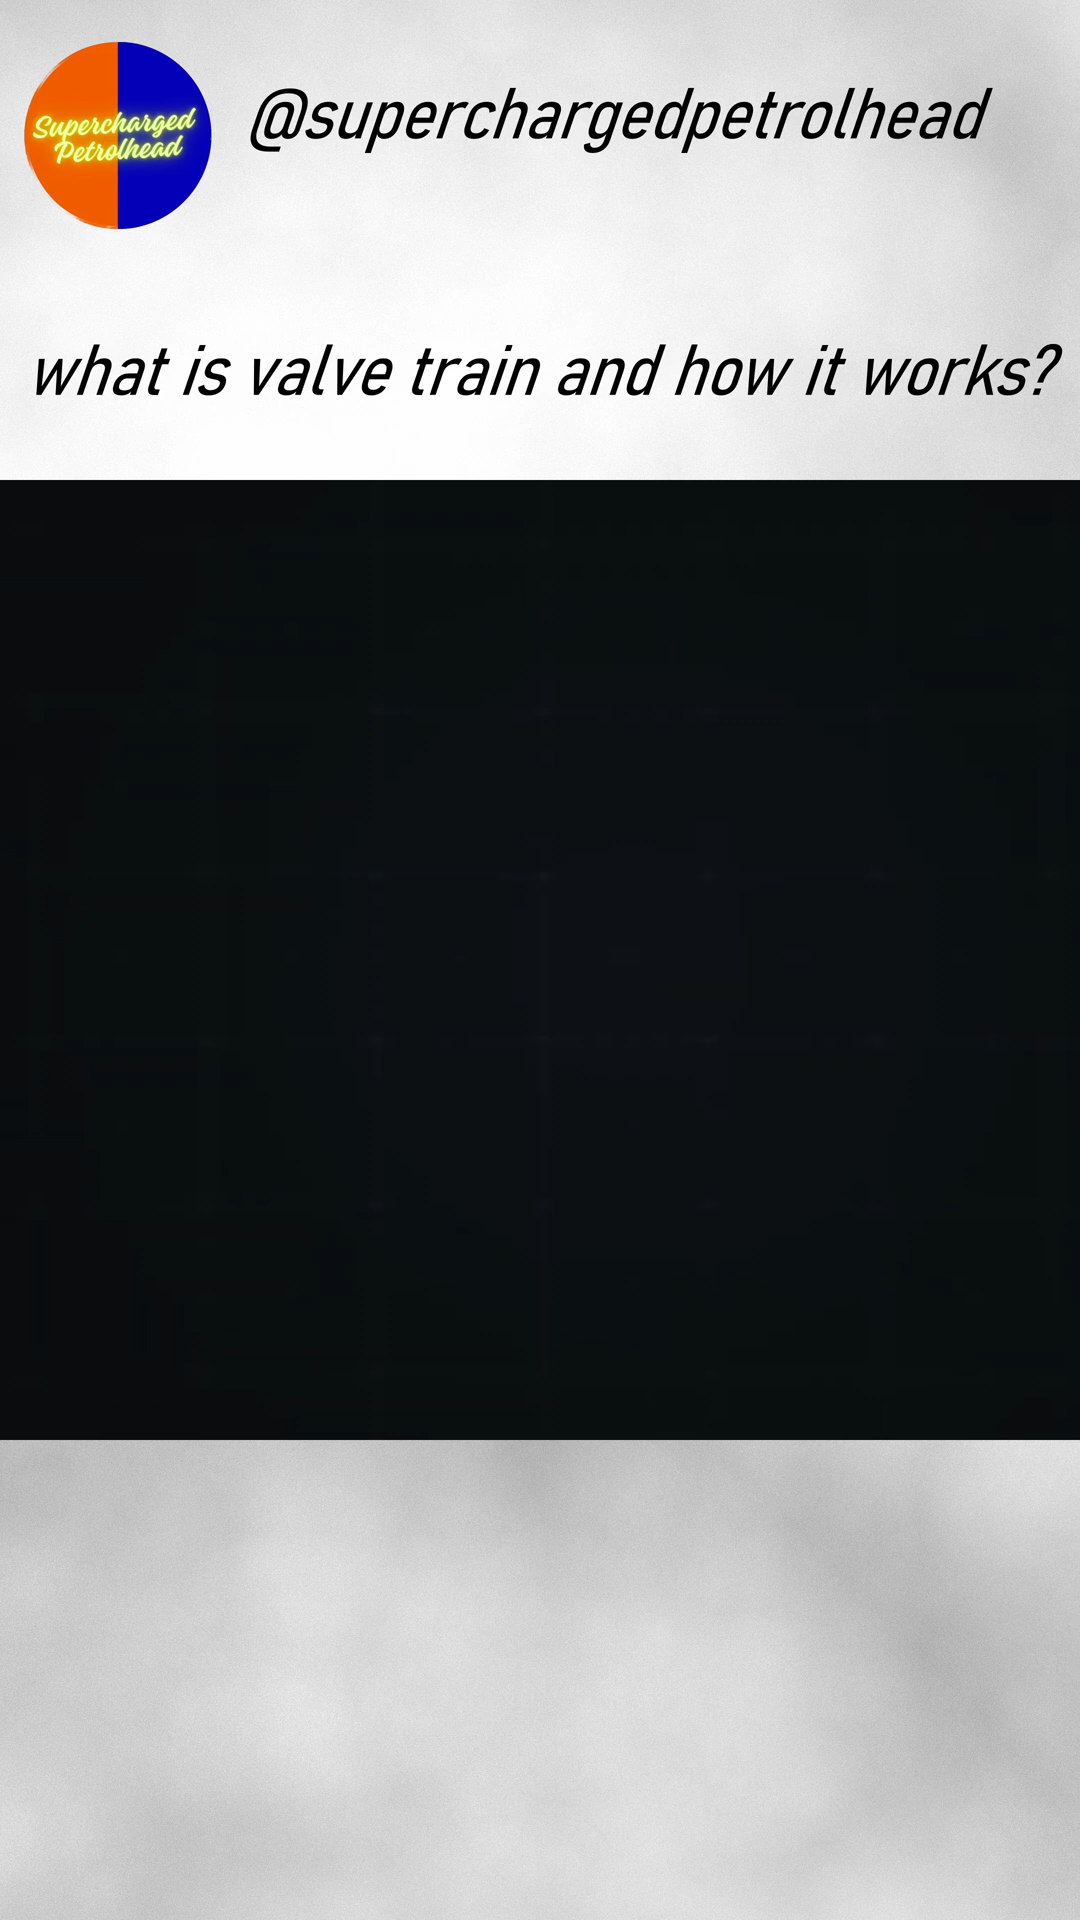 Supercharged
Petrolhead
@superchargedpetrolhead
what is valve train and how it works?